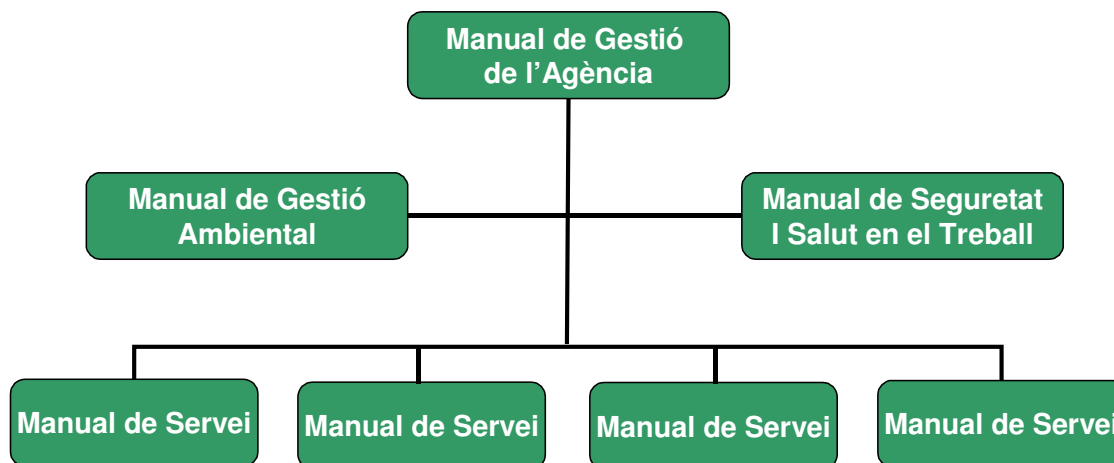 Manual de Gestió
de l’Agència
Manual de Gestió
Ambiental
Manual de Seguretat
I Salut en el Treball
Manual de Servei
Manual de Servei
Manual de Servei
Manual de Servei